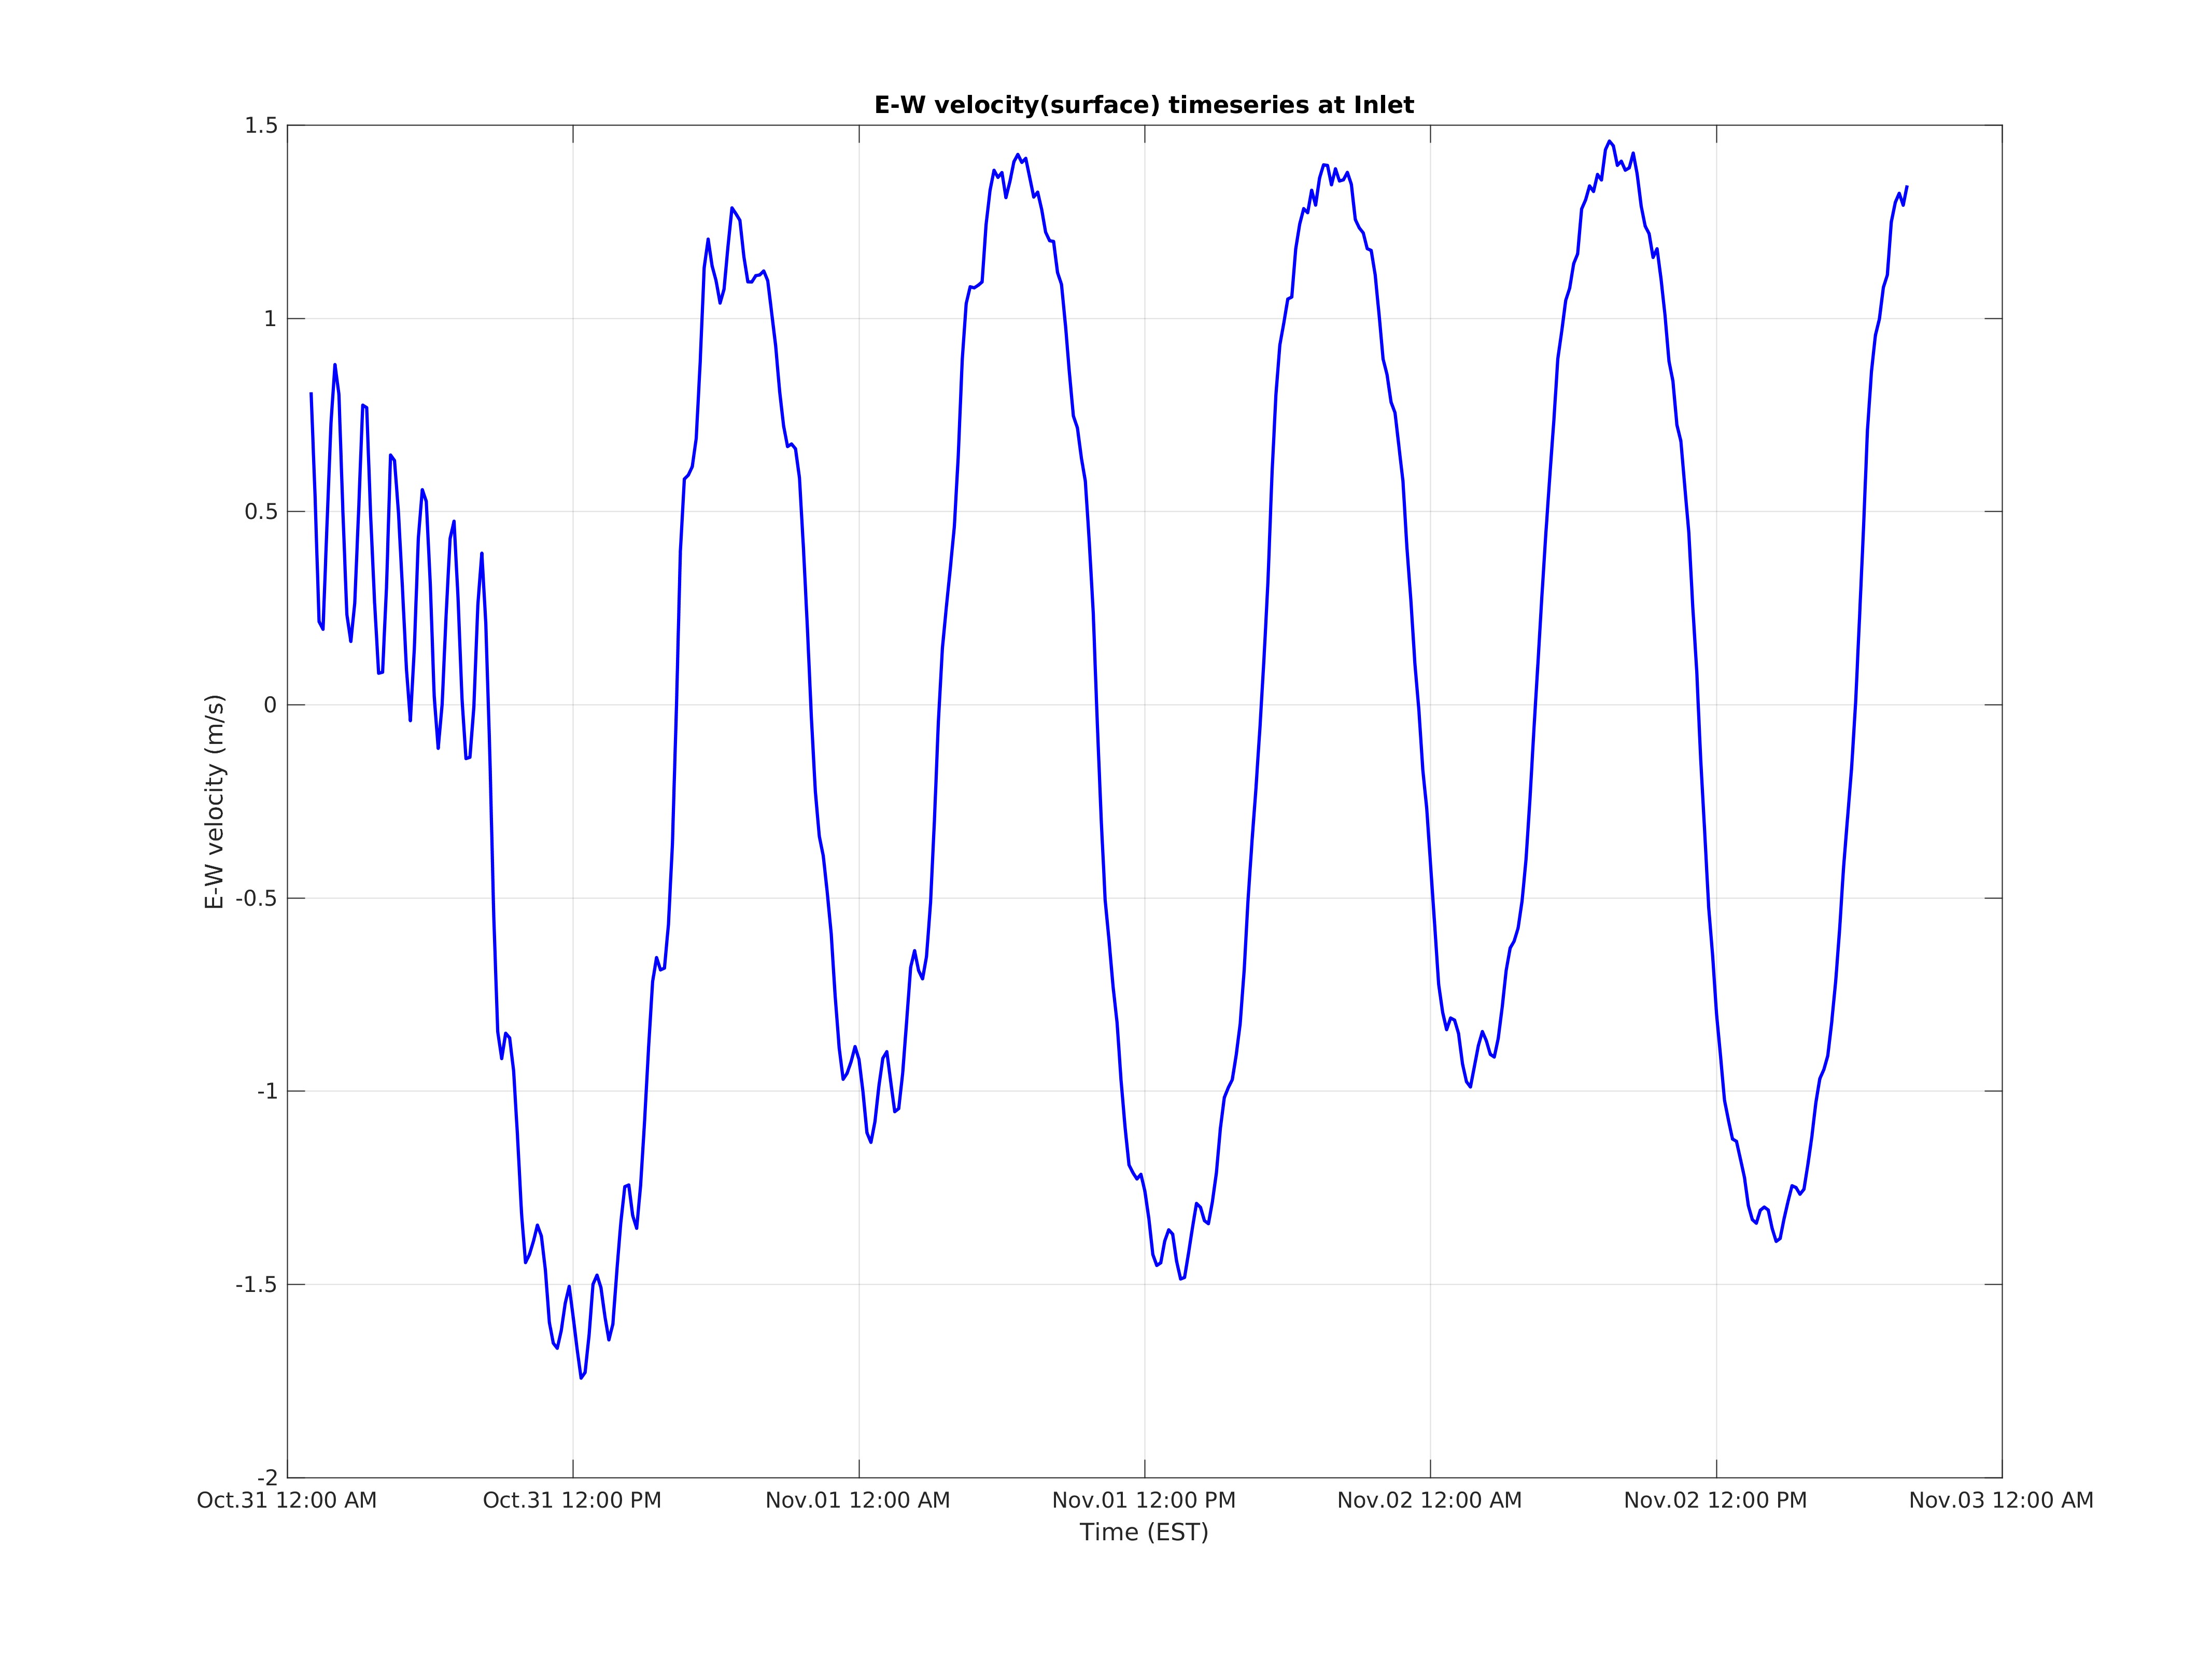 E-W velocity(surface) timeseries at Inlet
1.5
1
0.5
0
-0.5
-1
-1.5
-2
E-W velocity (m/s)
Oct.31 12:00 AM Oct.31 12:00 PM Nov.01 12:00 AM Nov.01 12:00 PM Nov.02 12:00 AM Nov.02 12:00 PM Nov.03 12:00 AM
Time (EST)